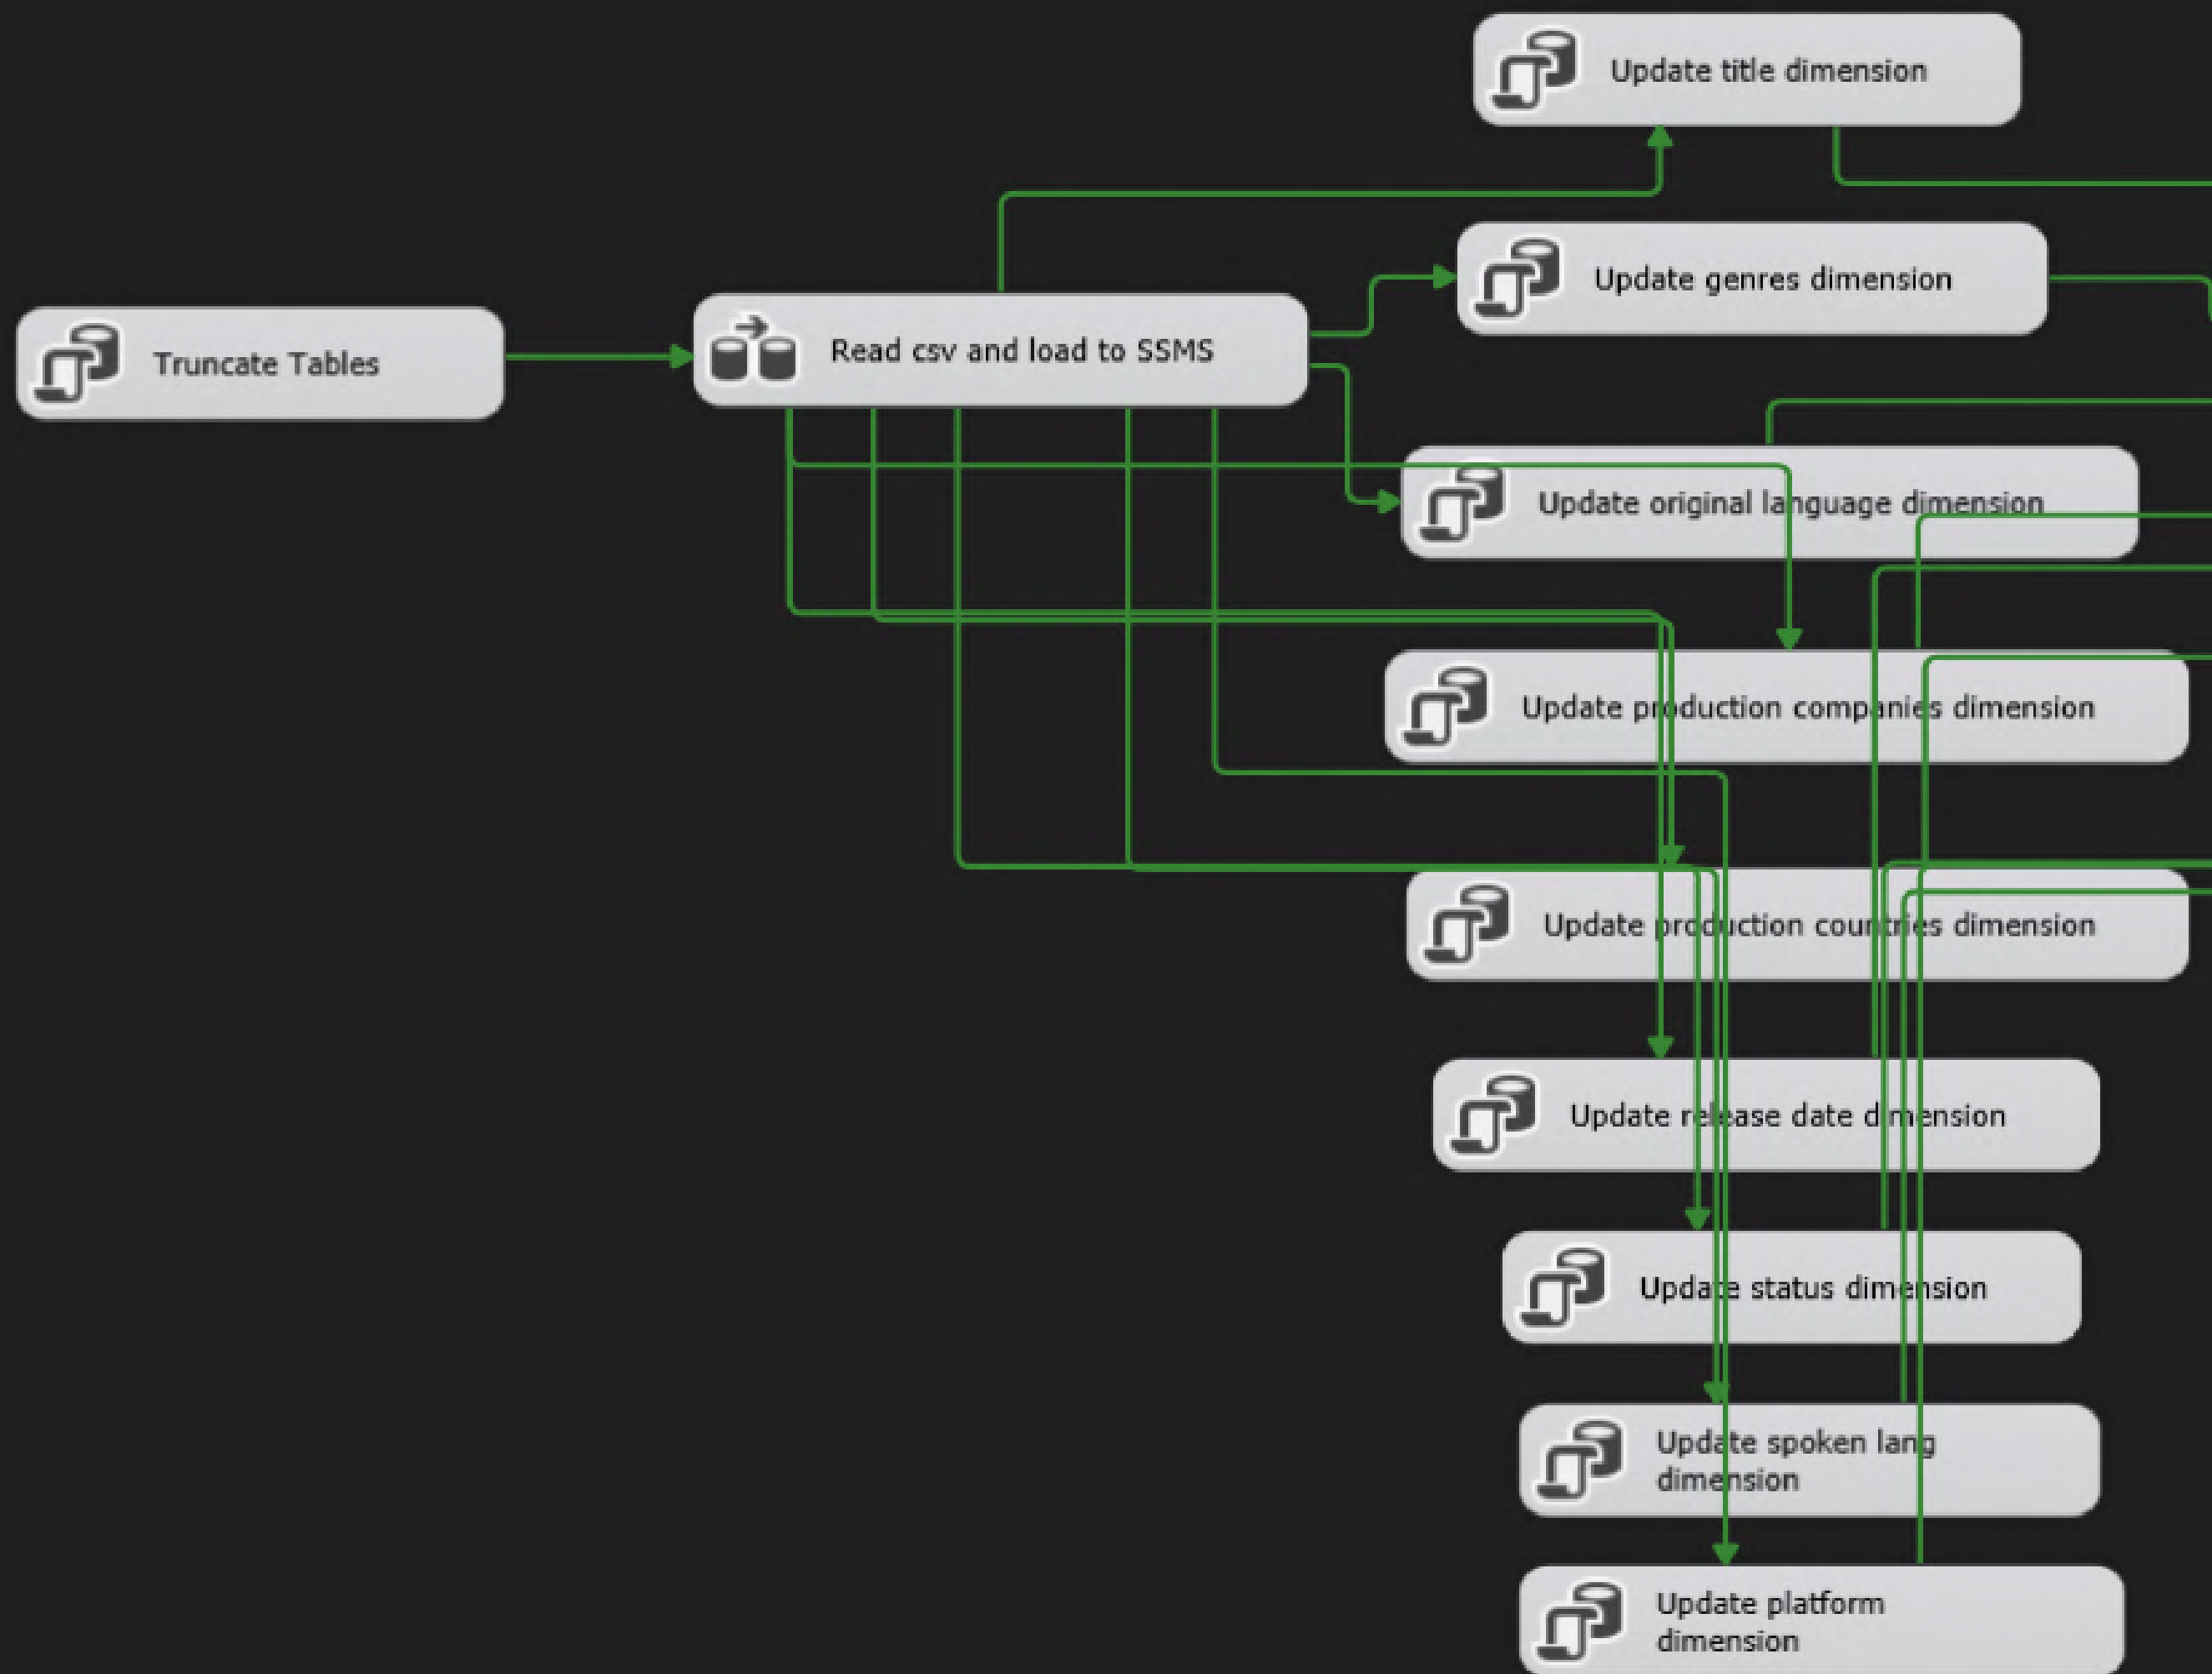 Update title dimension
Update genres dimension
Truncate Tables
Read csv and load to SSMS
Update original language dimension
Update production companies dimension
Update production countries dimension
Update release date dimension
Update status dimension
Update spoken lang
dimension
Update platform
dimension